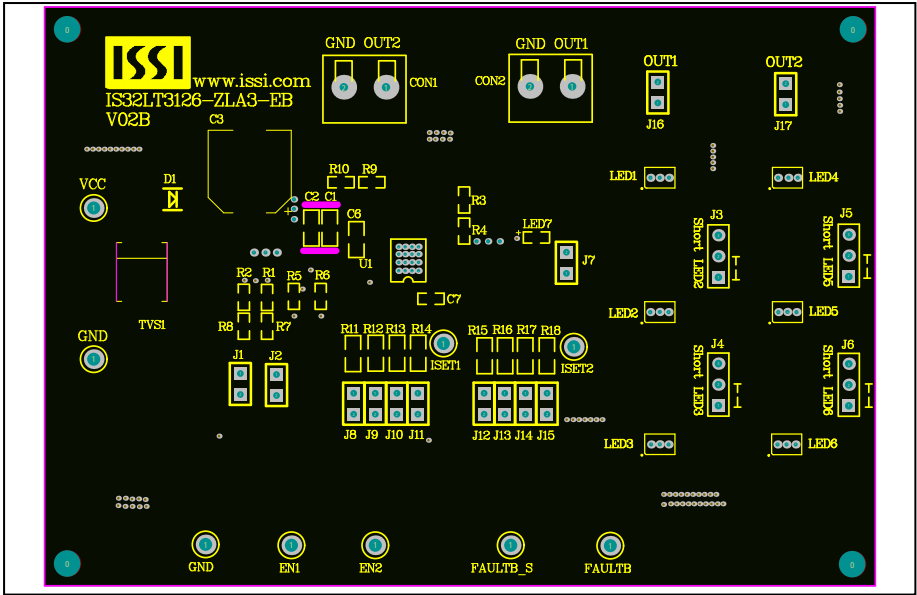 ISSI
www.issi.com
IS32LT3126-ZLA3-EB
V02B
C3
GND OUT2
CON1
GND OUT1
CON2
OUT1
J16
OUT2
J17
VCC
D1
R10 R9
C2 C1
C6
R3
R4
LED7
U1
J7
LED1
LED4
J3
Short LED2
J5
Short LED5
TVS1
R2 R1 R5 R6
R8 R7
C7
LED2
LED5
GND
J1 J2
R11 R12 R13 R14
ISET1
R15 R16 R17 R18
ISET2
J4
Short LED3
J6
Short LED6
J8 J9 J10 J11
J12 J13 J14 J15
LED3
LED6
GND
EN1
EN2
FAULTB_S
FAULTB